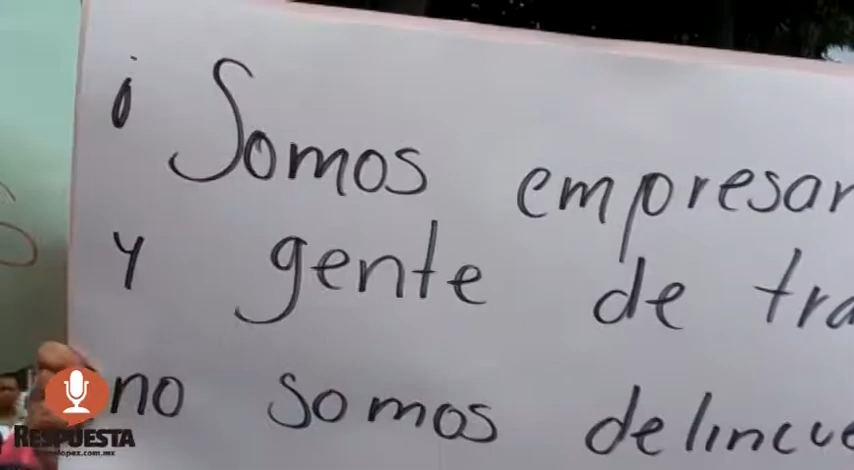 ¡ Somos empresar
y gente de tra
no somos delincue
RESPUESTA